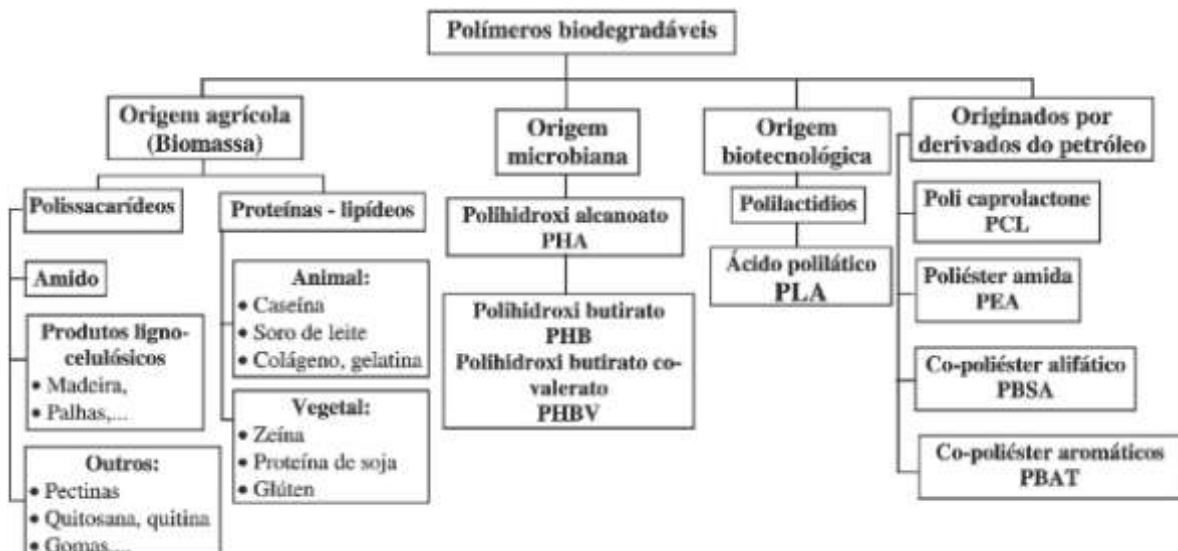 Polímeros biodegradáveis
Origem agrícola
(Biomassa)
Polissacarídeos
Amido
Produtos ligno-
celulósicos
• Madeira,
• Palhas,...
Outros:
• Pectinas
• Quitosana, quitina
• Gomas...
Proteínas - lipídeos
Animal:
• Caseína
• Soro de leite
• Colágeno, gelatina
Vegetal:
• Zeína
• Proteína de soja
• Glúten
Origem
microbiana
Polihidroxi alcanoato
PHA
Polihidroxi butirato
PHB
Polihidroxi butirato co-
valerato
PHBV
Origem
biotecnológica
Polilactidios
Ácido polilático
PLA
Originados por
derivados do petróleo
Poli caprolactone
PCL
Poliéster amida
PEA
Co-poliéster alifático
PBSA
Co-poliéster aromáticos
PBAT